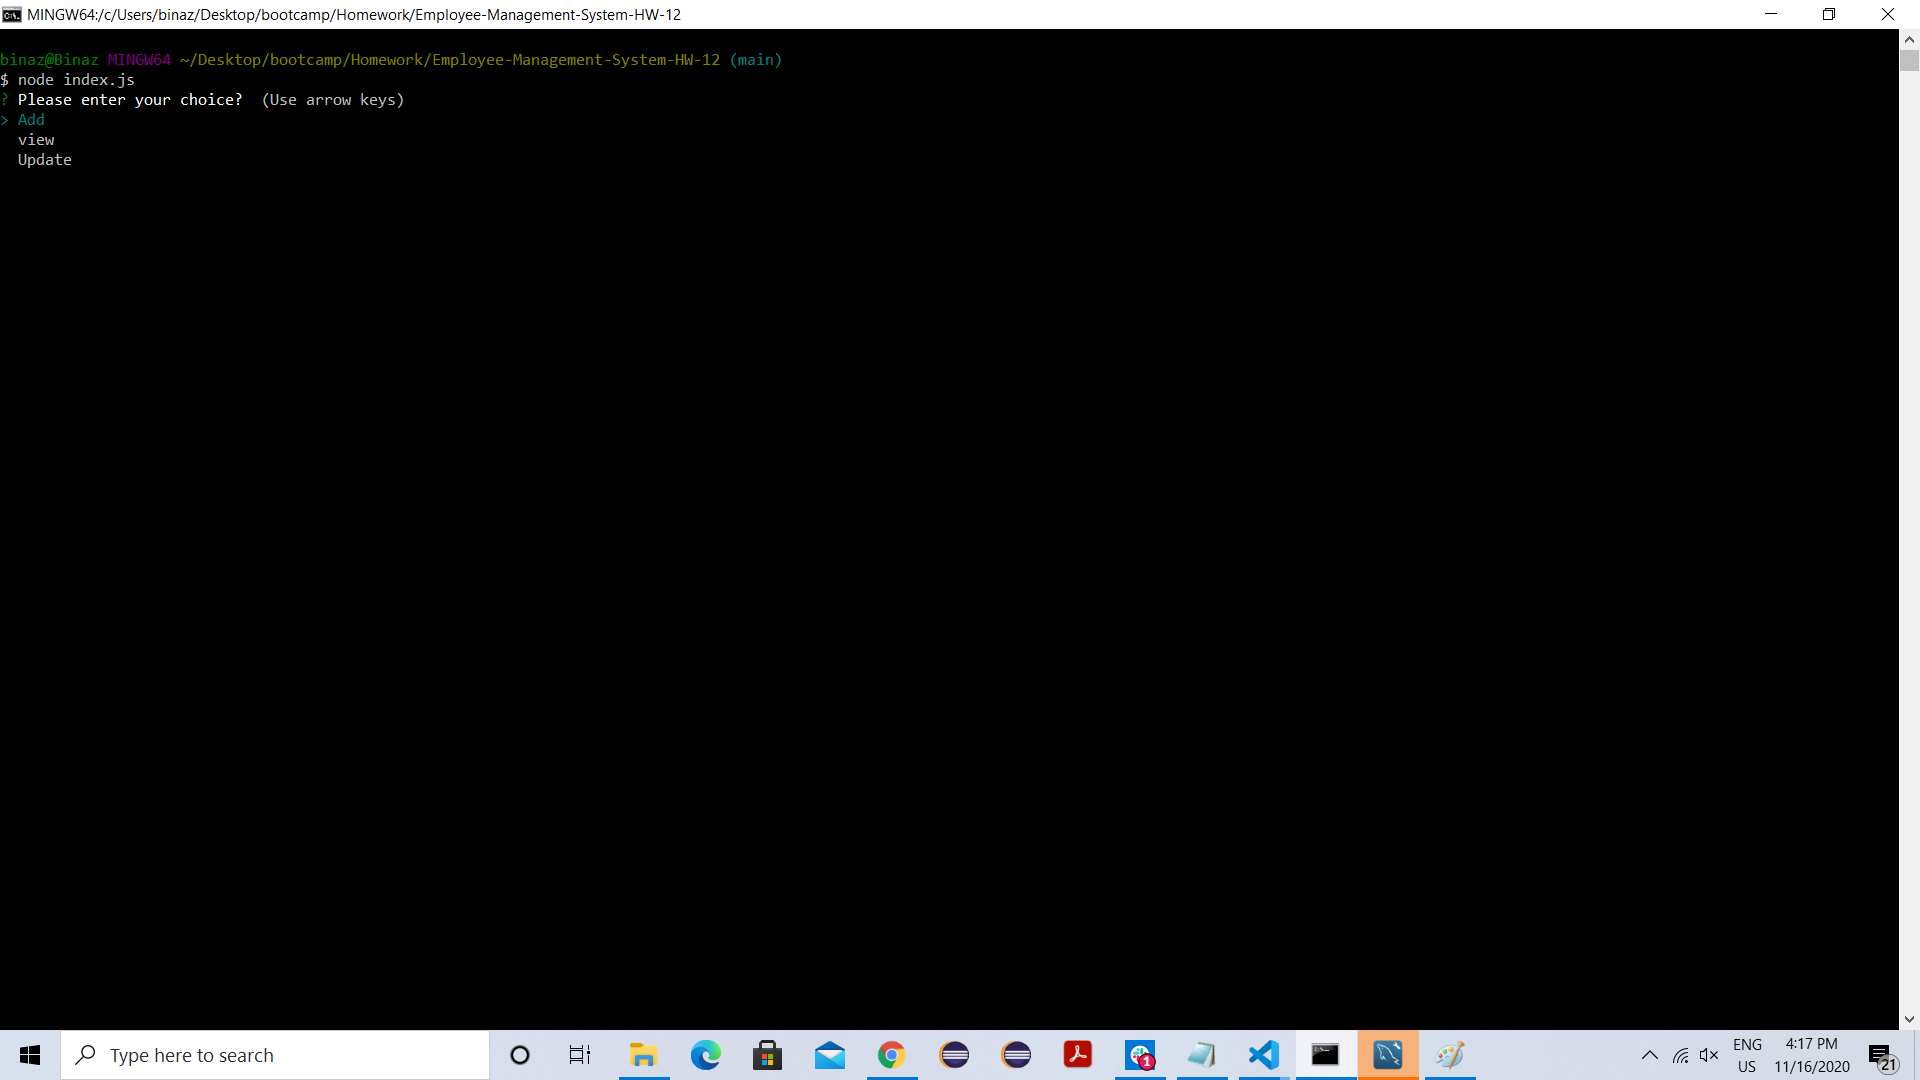 MINGW64:/c/Users/binaz/Desktop/bootcamp/Homework/Employee-Management-System-HW-12
binaz@Binaz MINGW64 ~/Desktop/bootcamp/Homework/Employee-Management-System-HW-12 (main)
$ node index.js
? Please enter your choice?  (Use arrow keys)
> Add
  view
  Update
Type here to search
1
ENG
US
4:17 PM
11/16/2020
21